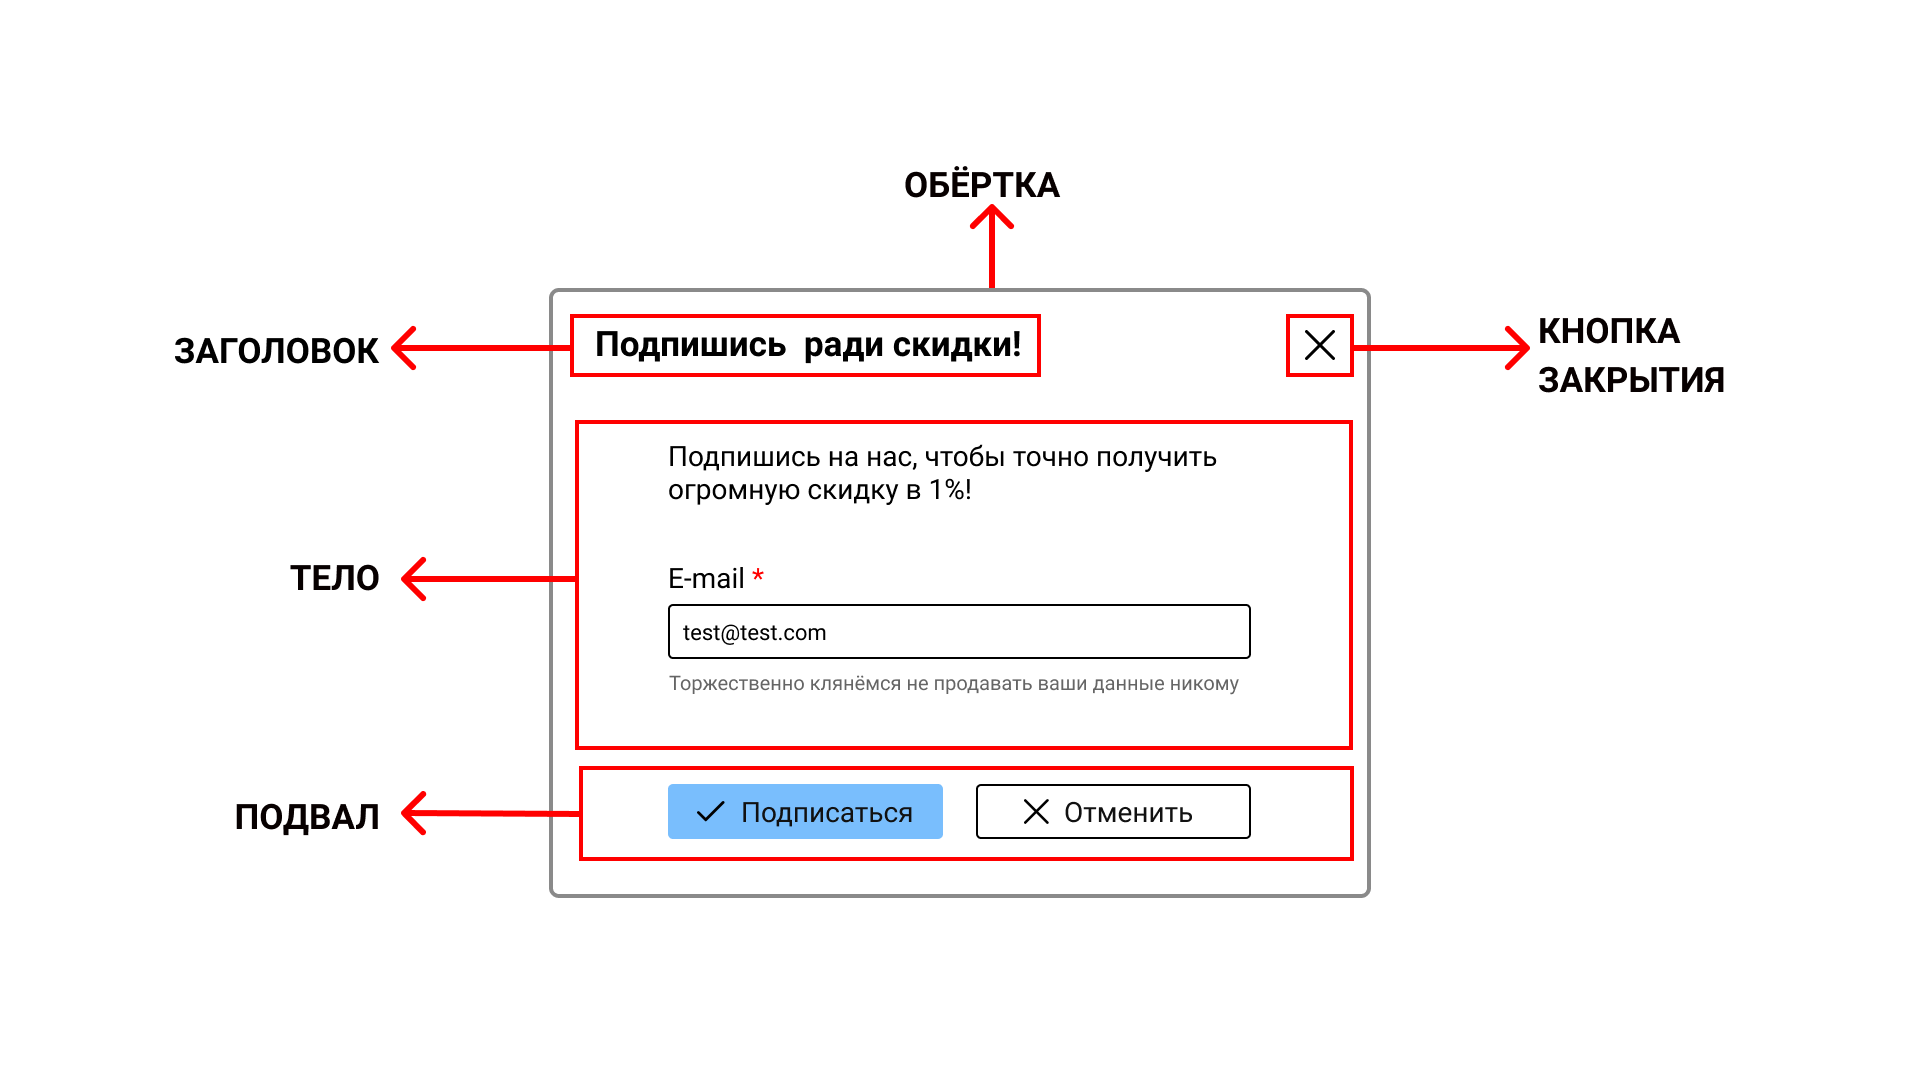 ОБЁРТКА
ЗАГОЛОВОК
Подпишись ради скидки!
КНОПКА
ЗАКРЫТИЯ
Подпишись на нас, чтобы точно получить
огромную скидку в 1%!
ТЕЛО
E-mail *
test@test.com
Торжественно клянёмся не продавать ваши данные никому
ПОДВАЛ
Подписаться
Отменить